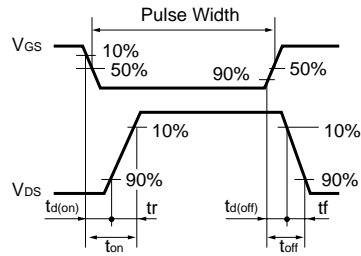 Pulse Width
VGS
10%
50%
90%
50%
10%
10%
VDS
90%
90%
td(on)
tr
td(off)
tf
ton
toff